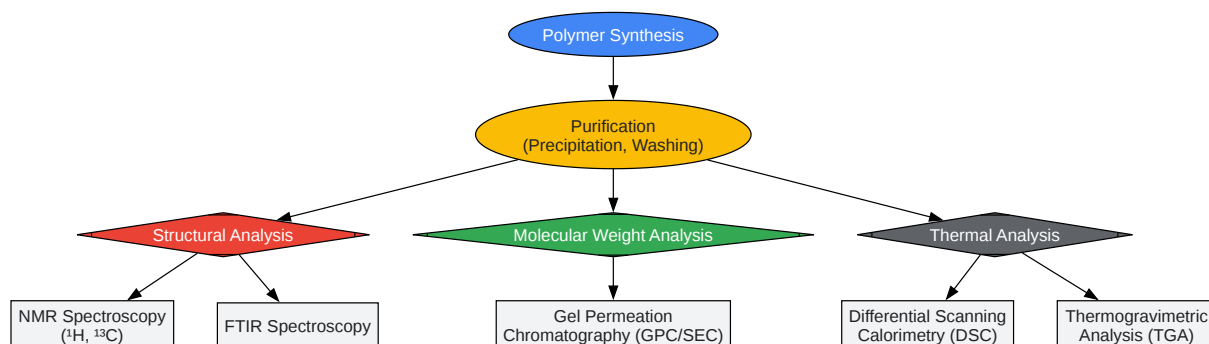 Polymer Synthesis
Purification
(Precipitation, Washing)
Structural Analysis
Molecular Weight Analysis
Thermal Analysis
NMR Spectroscopy
(¹H, ¹³C)
FTIR Spectroscopy
Gel Permeation
Chromatography (GPC/SEC)
Differential Scanning
Calorimetry (DSC)
Thermogravimetric
Analysis (TGA)